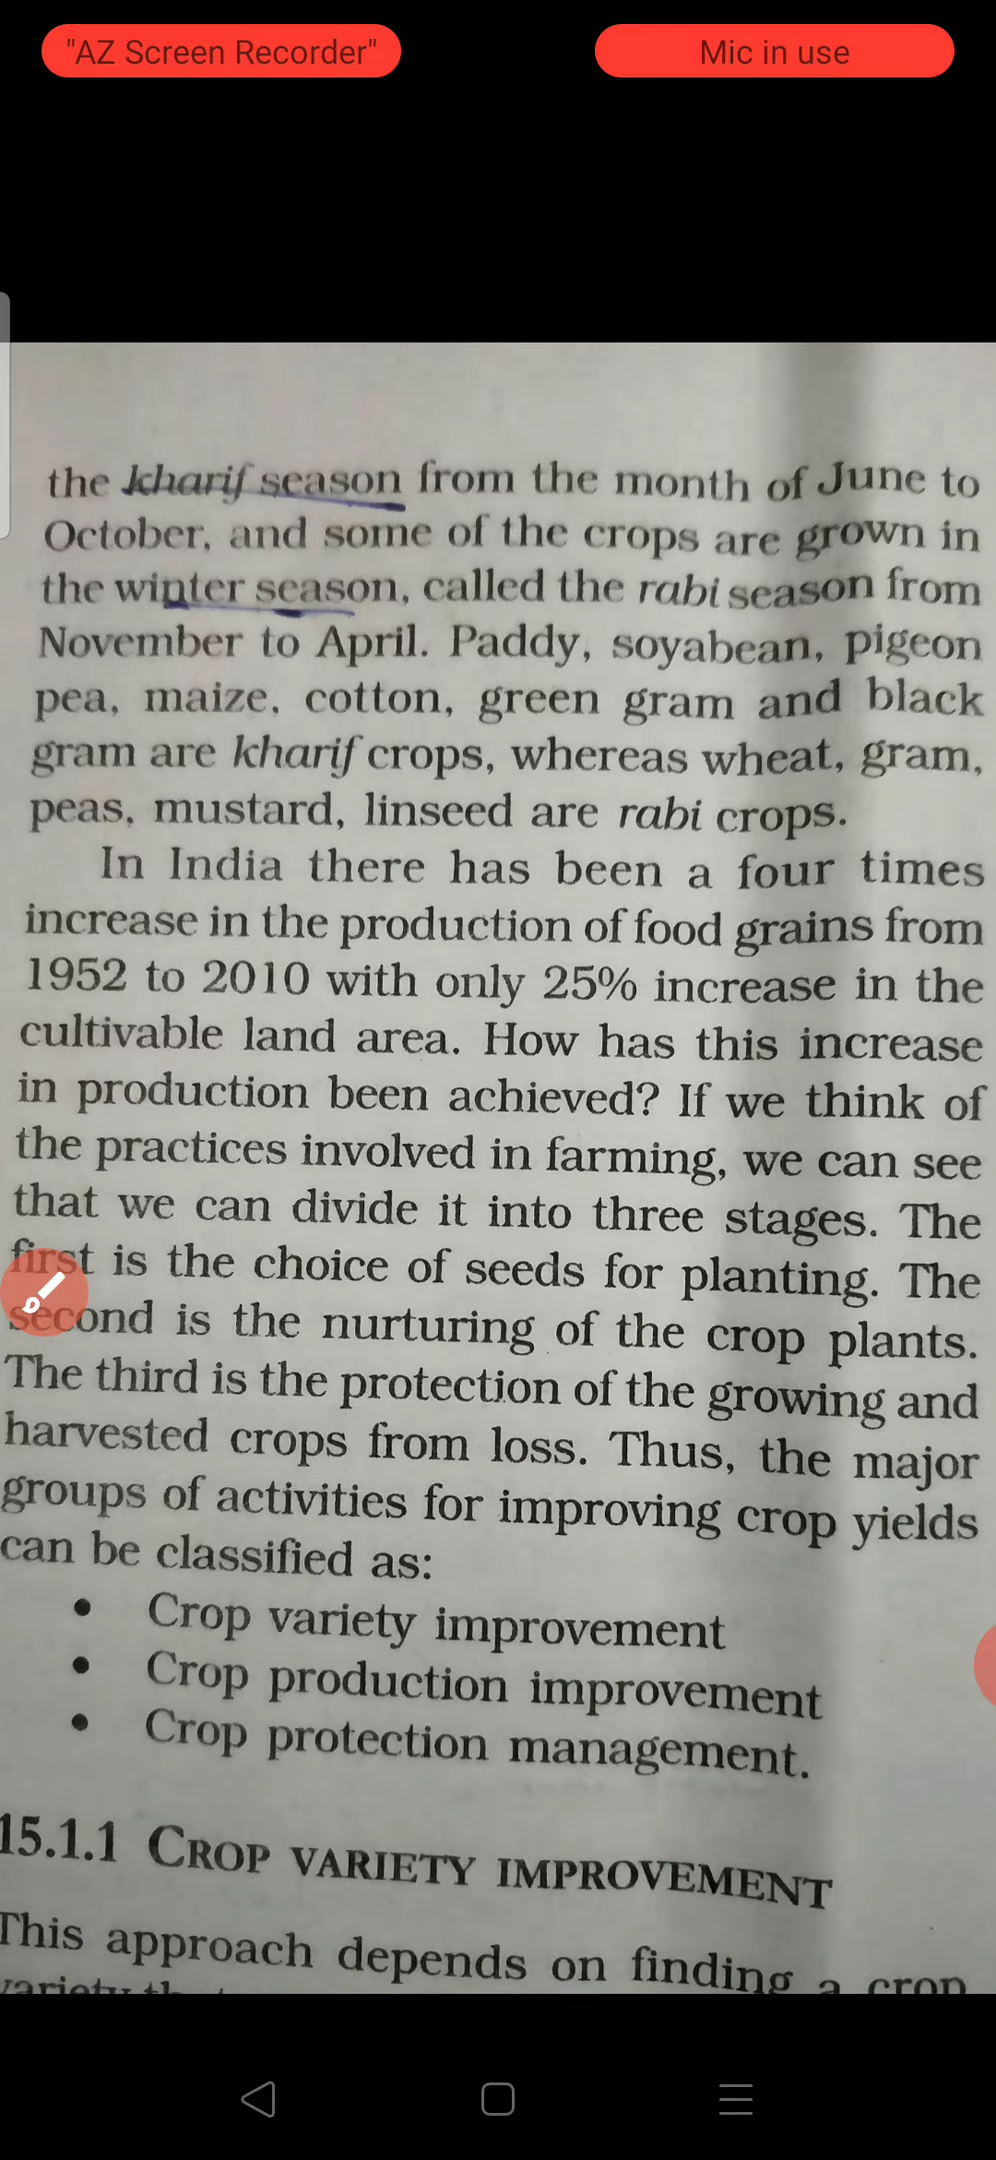 "AZ Screen Recorder"
Mic in use
the kharif season from the month of June to
October, and some of the crops are grown in
the winter season, called the rabi season from
November to April. Paddy, soyabean, pigeon
pea, maize, cotton, green gram and black
gram are kharif crops, whereas wheat, gram,
peas, mustard, linseed are rabi crops.
In India there has been a four times
increase in the production of food grains from
1952 to 2010 with only 25% increase in the
cultivable land area. How has this increase
in production been achieved? If we think of
the practices involved in farming, we can see
that we can divide it into three stages. The
first is the choice of seeds for planting. The
second is the nurturing of the crop plants.
The third is the protection of the growing and
harvested crops from loss. Thus, the major
groups of activities for improving crop yields
can be classified as:
• Crop variety improvement
• Crop production improvement
• Crop protection management.
15.1.1 CROP VARIETY IMPROVEMENT
This approach depends on finding a crop
variety